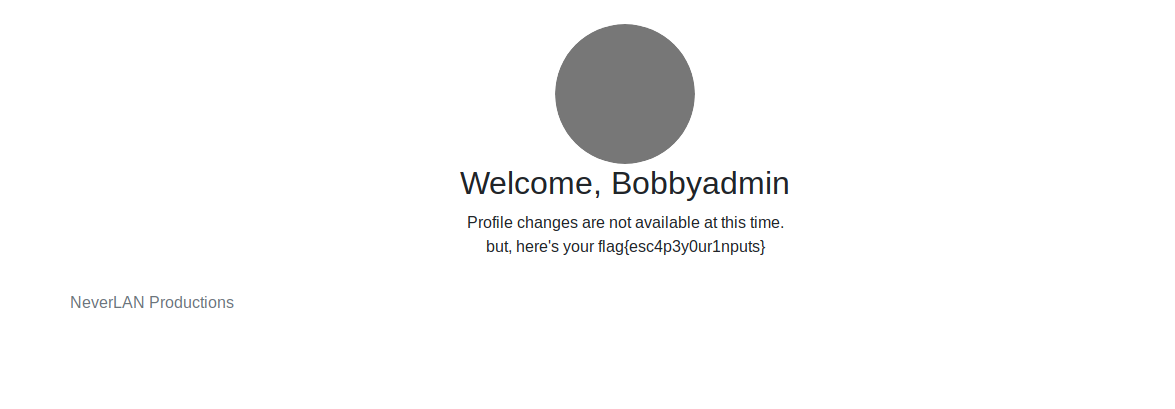 Welcome, Bobbyadmin
Profile changes are not available at this time.
but, here's your flag{esc4p3y0ur1nputs}
NeverLAN Productions